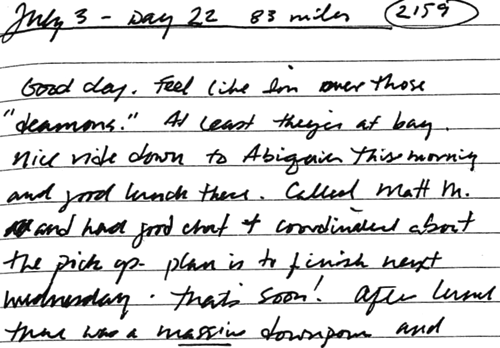 July 3 - Day 22 83 miles 2159
Good day. Feel like I'm over those
"deamons." At least they're at bay.
Nice ride down to Abiquiu this morning
and good lunch there. Called Matt M.
and had good chat + coordinated about
the pick up - plan is to finish next
Wednesday. That's soon! After lunch
there was a massive downpour and